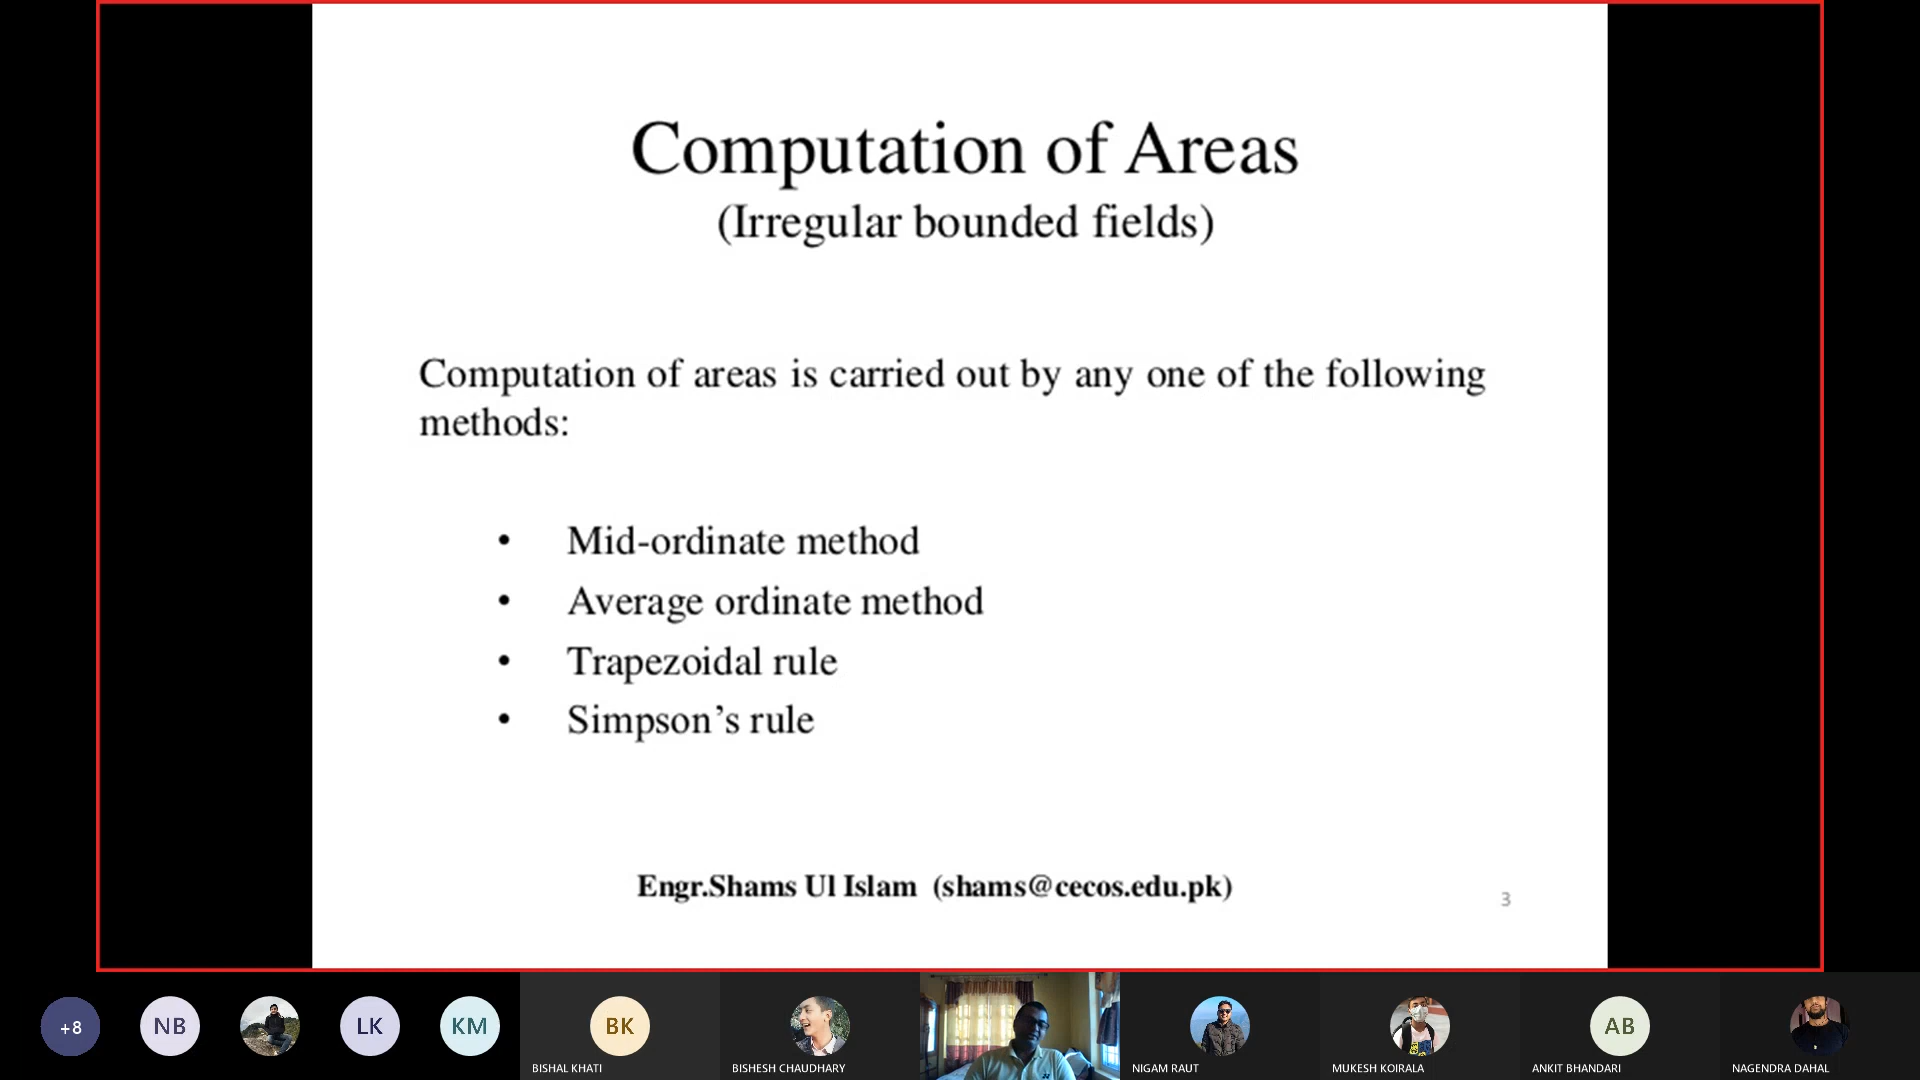 Computation of Areas
(Irregular bounded fields)
Computation of areas is carried out by any one of the following
methods:
• Mid-ordinate method
• Average ordinate method
• Trapezoidal rule
• Simpson’s rule
Engr.Shams Ul Islam (shams@cecos.edu.pk)
3
+8
NB
LK
KM
BK
BISHAL KHATI
BISHESH CHAUDHARY
NIGAM RAUT
MUKESH KOIRALA
AB
ANKIT BHANDARI
NAGENDRA DAHAL